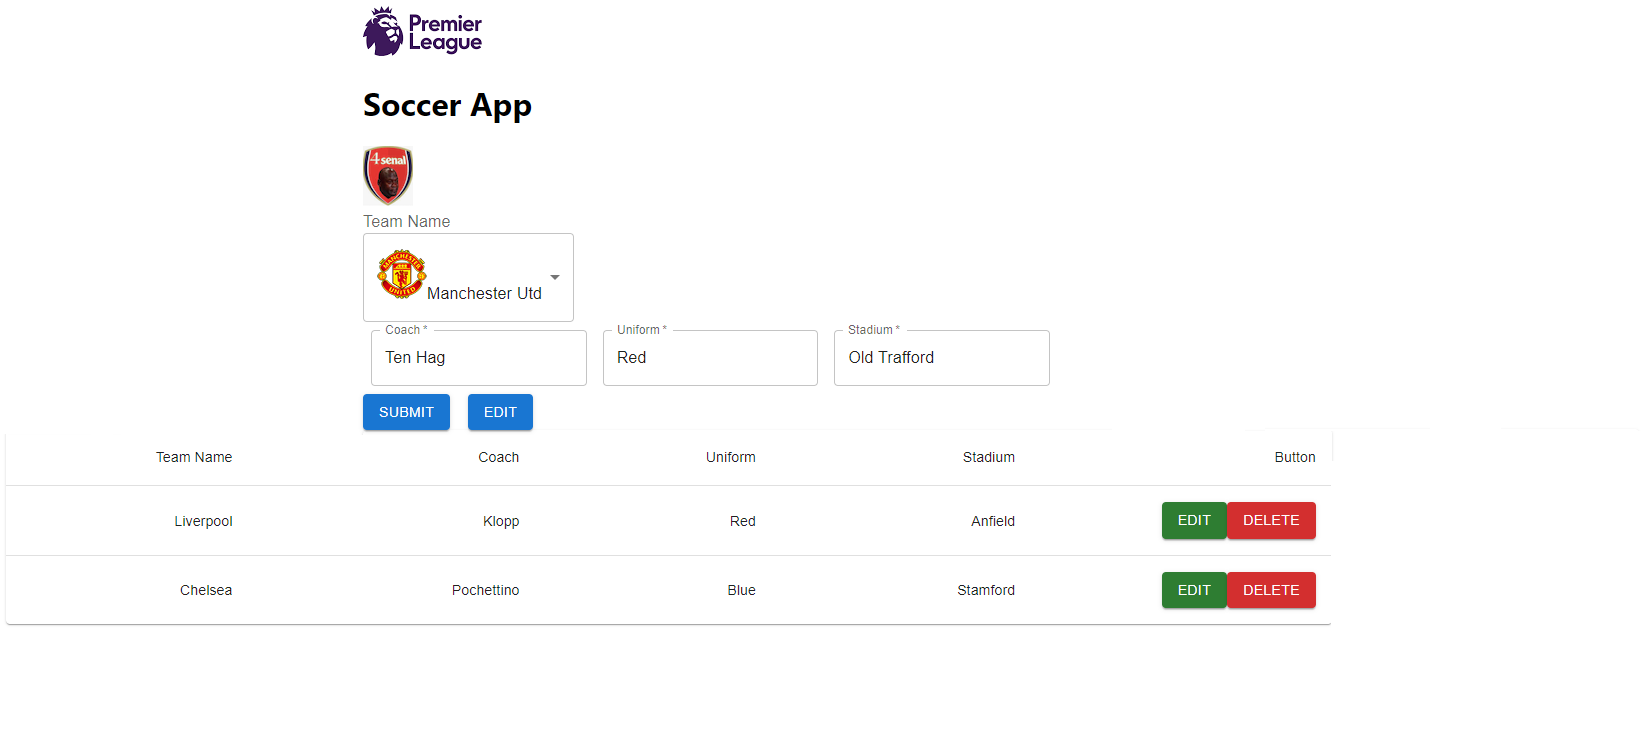 Premier
League
Soccer App
4senal
Team Name
MANCHESTER
UNITED
Manchester Utd
Coach * Uniform * Stadium *
Ten Hag Red Old Trafford
SUBMIT EDIT
Team Name Coach Uniform Stadium Button
Liverpool Klopp Red Anfield EDIT DELETE
Chelsea Pochettino Blue Stamford EDIT DELETE